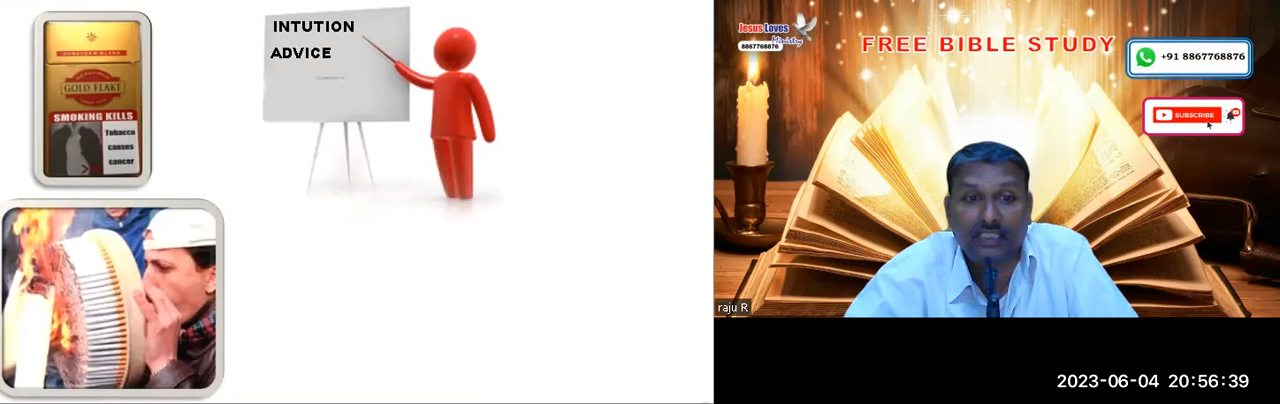 INTUTION
ADVICE
GOLD FLAKE
SMOKING KILLS
Tobacco
causes
cancer
Jesus Loves
Ministry
8867768876
FREE BIBLE STUDY
+91 8867768876
SUBSCRIBE
raju R
2023-06-04 20:56:39